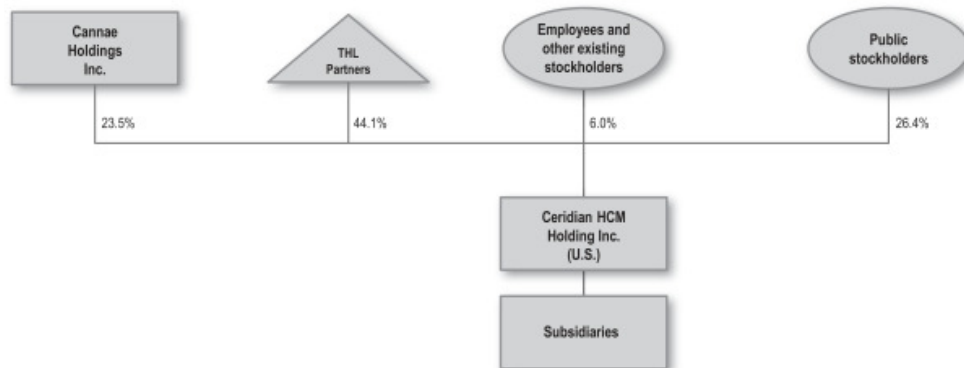 Cannae
Holdings
Inc.
THL
Partners
Employees and
other existing
stockholders
Public
stockholders
23.5%
44.1%
6.0%
26.4%
Ceridian HCM
Holding Inc.
(U.S.)
Subsidiaries